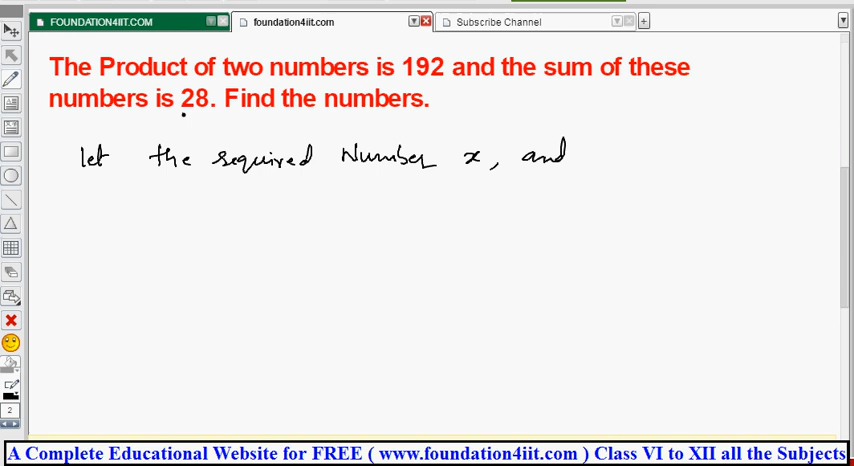 FOUNDATION4IIT.COM
foundation4iit.com
Subscribe Channel
The Product of two numbers is 192 and the sum of these
numbers is 28. Find the numbers.
let the required Number x, and
2
A Complete Educational Website for FREE ( www.foundation4iit.com ) Class VI to XII all the Subjects